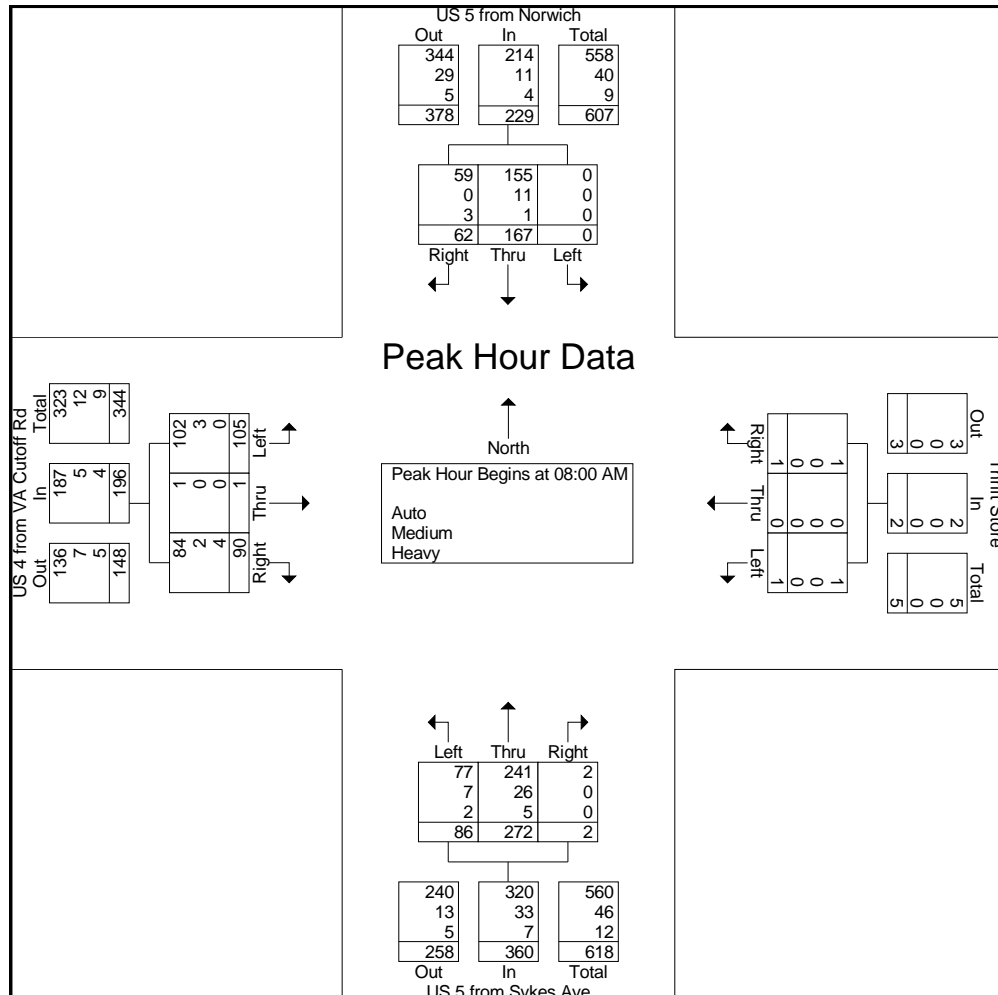 US 5 from Norwich
Out In Total
344 214 558
29 11 40
5 4 9
378 229 607
59 155 0
0 11 0
3 1 0
62 167 0
Right Thru Left
Peak Hour Data
North
Peak Hour Begins at 08:00 AM
Auto
Medium
Heavy
US 4 from VA Cutoff Rd
Out In Total
136 187 323
7 5 12
5 4 9
148 196 344
Right Thru Left
84 1 102
2 0 3
4 0 0
90 1 105
Thrift Store
Out In Total
3 2 5
0 0 0
0 0 0
3 2 5
Right Thru Left
1 0 1
0 0 0
0 0 0
1 0 1
Left Thru Right
77 241 2
7 26 0
2 5 0
86 272 2
240 320 560
13 33 46
5 7 12
258 360 618
Out In Total
US 5 from Sykes Ave